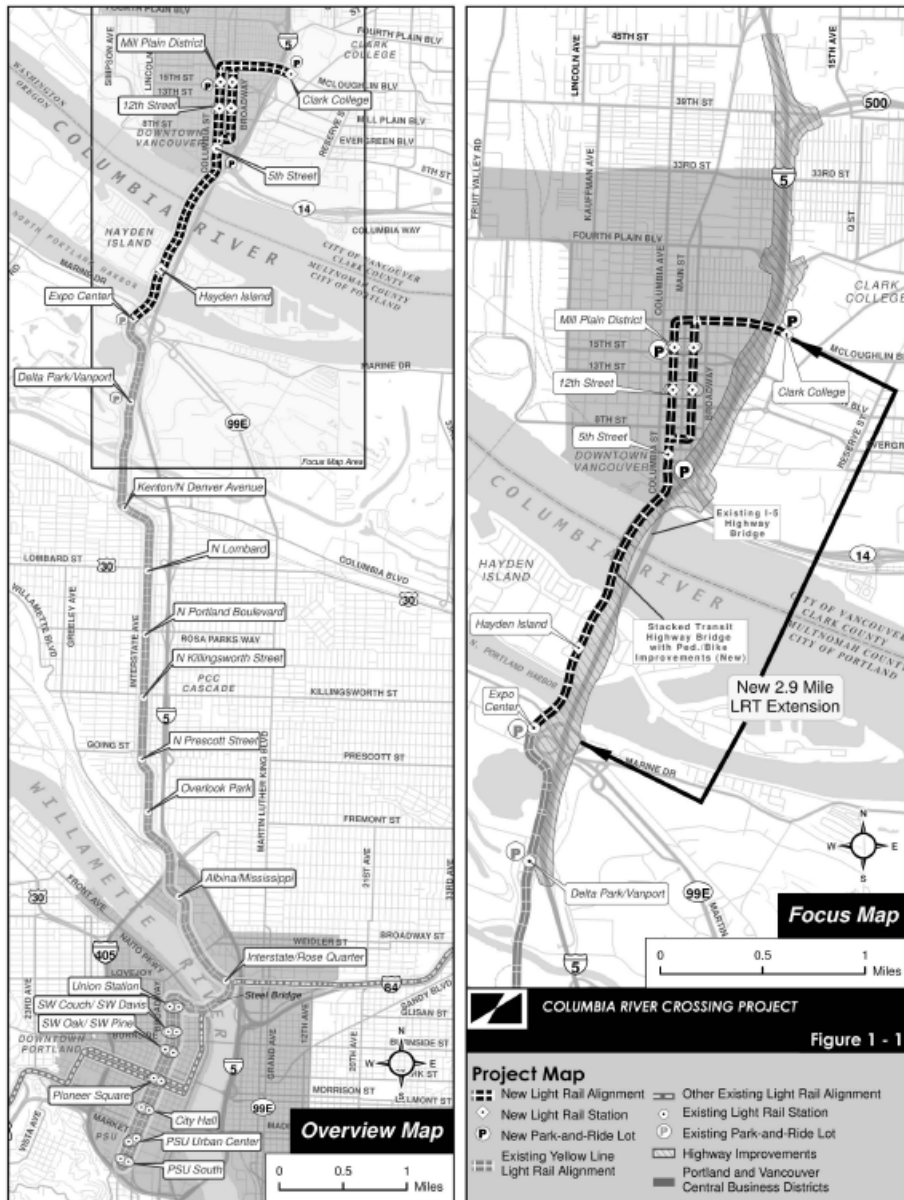 FOURTH PLAIN BLV
Mill Plain District
5
FOURTH PLAIN BLV
SIMPSON AVE
LINCOLN
CLARK
COLLEGE
15TH ST
13TH ST
MCLOUGHLIN BLV
Clark College
12th Street
BROADWAY
8TH ST
MILL PLAIN BLV
DOWNTOWN
VANCOUVER
COLUMBIA ST
RESERVE ST
EVERGREEN BLV
WASHINGTON
OREGON
5th Street
5TH ST
14
COLUMBIA WAY
COLUMBIA RIVER
HAYDEN
ISLAND
NORTH PORTLAND HARBOR
CITY OF VANCOUVER
CLARK COUNTY
MULTNOMAH COUNTY
CITY OF PORTLAND
MARINE DR
Hayden Island
Expo Center
P
MARINE DR
Delta Park/Vanport
P
99E
Focus Map Area
Kenton/N Denver Avenue
LOMBARD ST
30
N Lombard
COLUMBIA BLVD
30
WILLAMETTE BLVD
GREELEY AVE
N Portland Boulevard
ROSA PARKS WAY
INTERSTATE AVE
N Killingsworth Street
PCC
CASCADE
KILLINGSWORTH ST
5
GOING ST
N Prescott Street
PRESCOTT ST
MARTIN LUTHER KING BLVD
Overlook Park
FREMONT ST
WILLAMETTE RIVER
Albina/Mississippi
21ST AVE
33RD AVE
30
FRONT AVE
NAITO PKWY
WEIDLER ST
BROADWAY ST
405
LOVEJOY
Interstate/Rose Quarter
Union Station
84
SW Couch/ SW Davis
Steel Bridge
SANDY BLVD
GLISAN ST
23RD AVE
SW Oak/ SW Pine
BURNSIDE
12TH AVE
BURNSIDE ST
DOWNTOWN
PORTLAND
GRAND AVE
20TH AVE
N
W
E
S
5
Pioneer Square
MORRISON ST
City Hall
99E
VISTA AVE
MARKET
PSU
PSU Urban Center
PSU South
Overview Map
0 0.5 1
Miles
LINCOLN AVE
45TH ST
15TH AVE
39TH ST
500
FRUIT VALLEY RD
KAUFFMAN AVE
33RD ST
5
33RD ST
FOURTH PLAIN BLV
Q ST
COLUMBIA AVE
MAIN ST
CLARK
COLLEGE
Mill Plain District
P
15TH ST
P
MCLOUGHLIN BL
13TH ST
12th Street
Clark College
BROADWAY
BLV
8TH ST
RESERVE ST
EVERGR
5th Street
DOWNTOWN
VANCOUVER
COLUMBIA ST
P
Existing I-5
Highway
Bridge
14
COLUMBIA RIVER
HAYDEN
ISLAND
CITY OF VANCOUVER
CLARK COUNTY
MULTNOMAH COUNTY
CITY OF PORTLAND
Hayden Island
Stacked Transit
Highway Bridge
with Ped./Bike
Improvements (New)
N. PORTLAND HARBOR
New 2.9 Mile
LRT Extension
Expo
Center
P
MARINE DR
N
W
E
S
P
Delta Park/Vanport
99E
MARTIN
5
Focus Map
0 0.5 1
Miles
COLUMBIA RIVER CROSSING PROJECT
Figure 1 - 1
Project Map
New Light Rail Alignment
New Light Rail Station
P New Park-and-Ride Lot
Existing Yellow Line
Light Rail Alignment
Other Existing Light Rail Alignment
Existing Light Rail Station
P Existing Park-and-Ride Lot
Highway Improvements
Portland and Vancouver
Central Business Districts